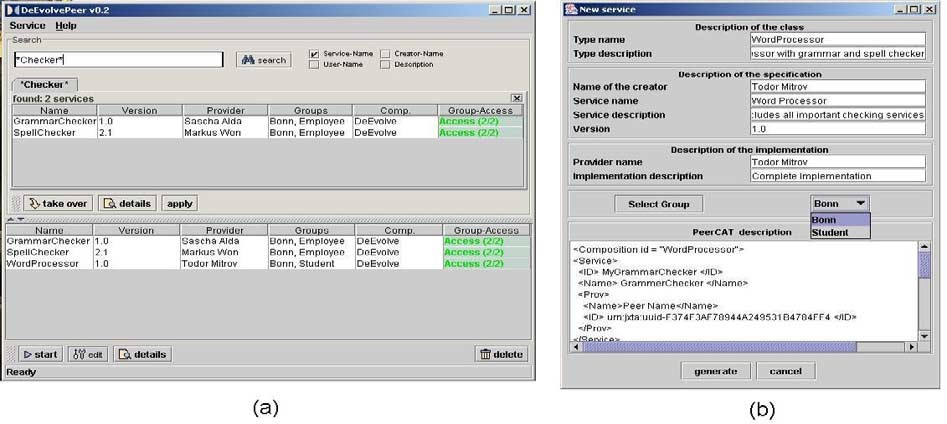 DeEvolvePeer v0.2
Service Help
Search
*Checker*
search
Service-Name
Creator-Name
User-Name
Description
*Checker*
found: 2 services
Name Version Provider Groups Comp. Group-Access
GrammarChecker 1.0 Sascha Alda Bonn, Employee DeEvolve Access (2/2)
SpellChecker 2.1 Markus Won Bonn, Employee DeEvolve Access (2/2)
take over details apply
Name Version Provider Groups Comp. Group-Access
GrammarChecker 1.0 Sascha Alda Bonn, Employee DeEvolve Access (2/2)
SpellChecker 2.1 Markus Won Bonn, Employee DeEvolve Access (2/2)
WordProcessor 1.0 Todor Mitrov Bonn, Student DeEvolve Access (2/2)
start edit details delete
Ready
(a)
New service
Description of the class
Type name WordProcessor
Type description ssor with grammar and spell checker
Description of the specification
Name of the creator Todor Mitrov
Service name Word Processor
Service description cludes all important checking services
Version 1.0
Description of the implementation
Provider name Todor Mitrov
Implementation description Complete Implementation
Select Group Bonn
Bonn
Student
PeerCAT description
<Composition id = "WordProcessor">
<Service>
<ID> MyGrammarChecker </ID>
<Name> GrammerChecker </Name>
<Prov>
<Name>Peer Name</Name>
<ID> urn:jxta:uuid-F374F3AF78944A249531B4784FF4 </ID>
</Prov>
</Service>
generate cancel
(b)